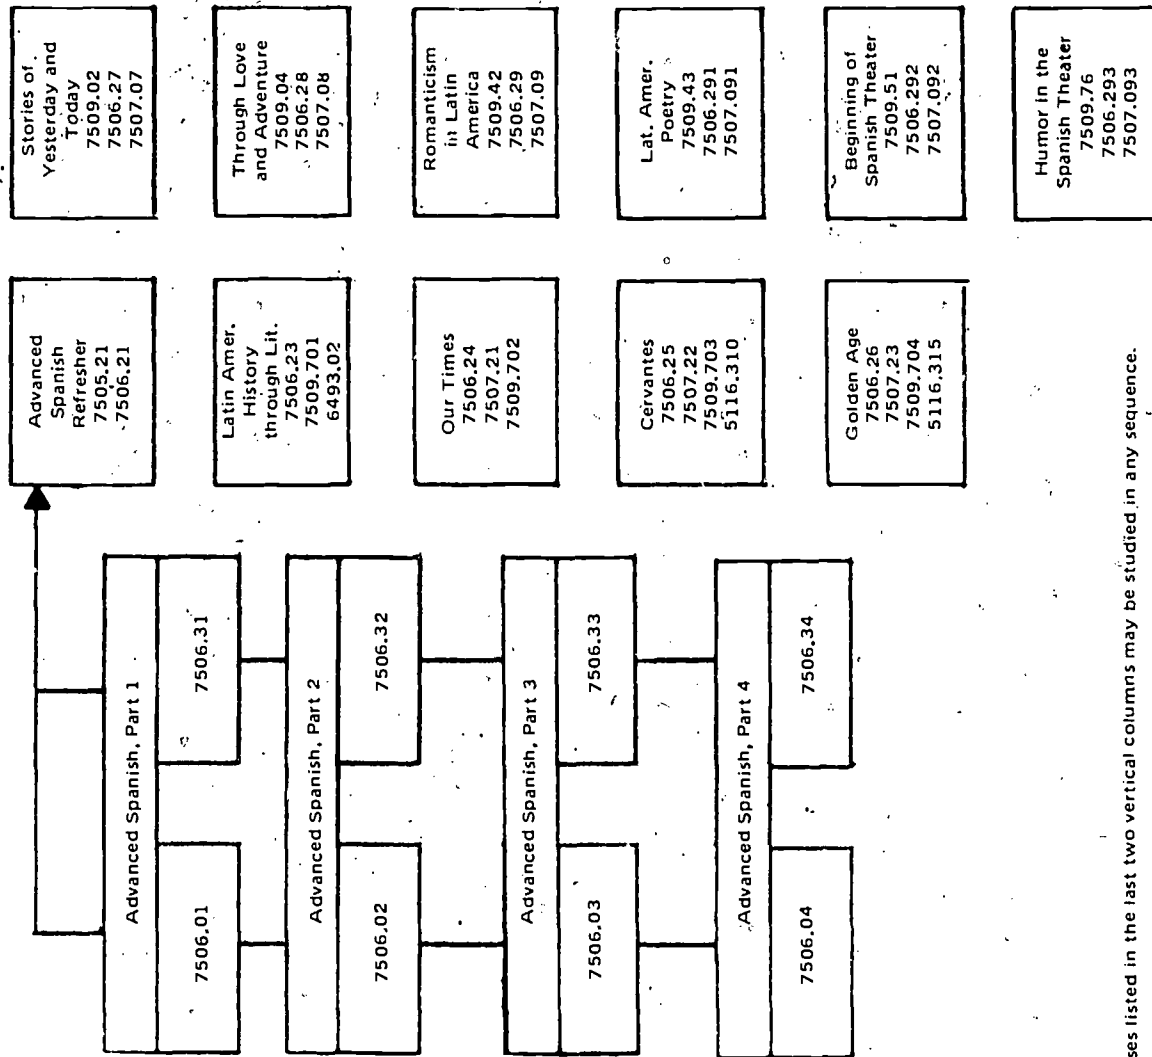 Advanced Spanish, Part 1
7506.01
7506.31
Advanced Spanish, Part 2
7506.02
7506.32
Advanced Spanish, Part 3
7506.03
7506.33
Advanced Spanish, Part 4
7506.04
7506.34
Advanced
Spanish
Refresher
7505.21
7506.21
Latin Amer.
History
through Lit.
7506.23
7509.701
6493.02
Our Times
7506.24
7507.21
7509.702
Cervantes
7506.25
7507.22
7509.703
5116.310
Golden Age
7506.26
7507.23
7509.704
5116.315
Stories of
Yesterday and
Today
7509.02
7506.27
7507.07
Through Love
and Adventure
7509.04
7506.28
7507.08
Romanticism
in Latin
America
7509.42
7506.29
7507.09
Lat. Amer.
Poetry
7509.43
7506.291
7507.091
Beginning of
Spanish Theater
7509.51
7506.292
7507.092
Humor in the
Spanish Theater
7509.76
7506.293
7507.093
ses listed in the last two vertical columns may be studied in any sequence.